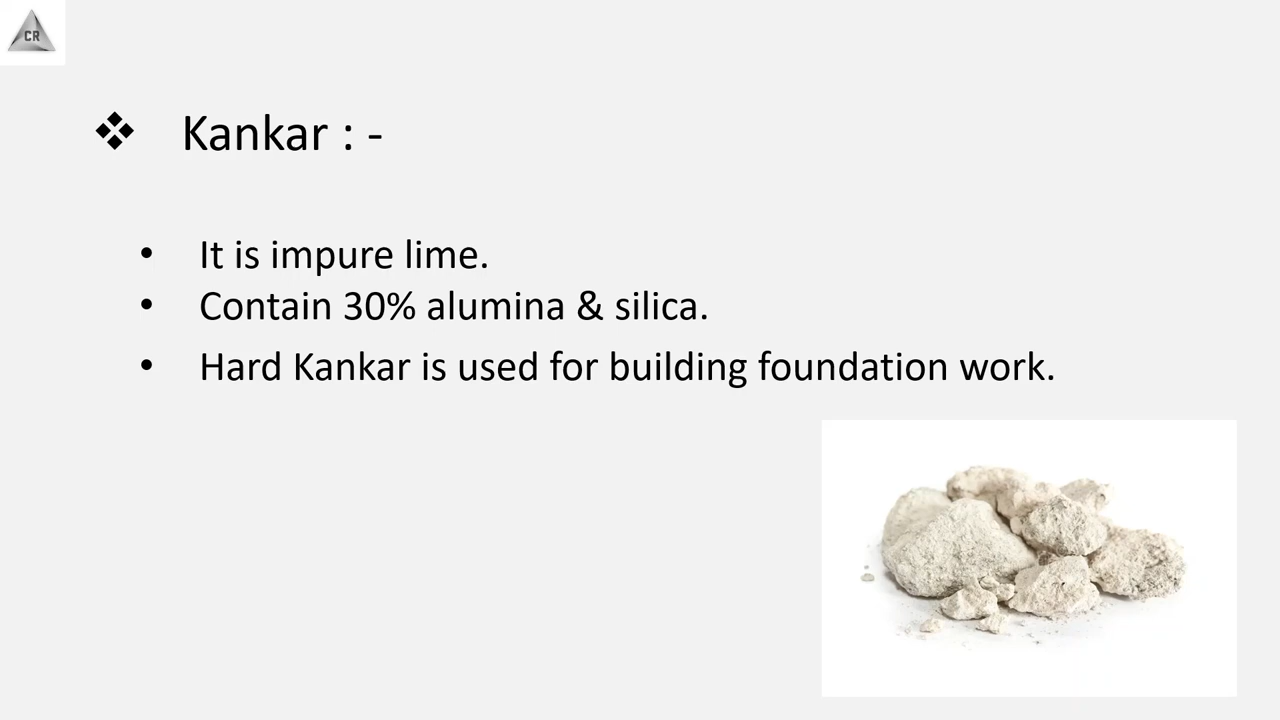 CR
❖ Kankar : -
• It is impure lime.
• Contain 30% alumina & silica.
• Hard Kankar is used for building foundation work.